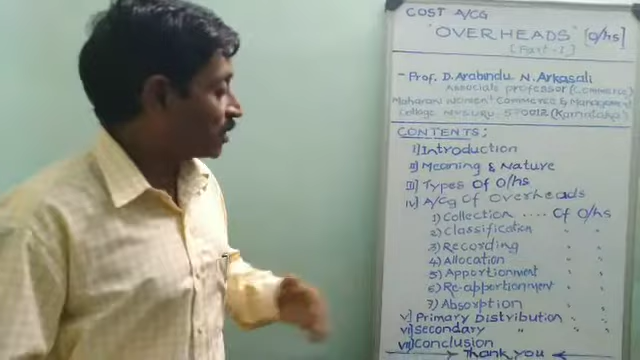 COST A/CG
"OVERHEADS" [O/hs]
(Part-I)
- Prof. D. Arabindu N. Arkasali
Associate professor (Commerce)
Maharani Women's Commerce & Management
College MYSURU 570012 (Karnataka)
CONTENTS:
I] Introduction
II] Meaning & Nature
III] Types Of O/hs
IV] A/Cg Of Overheads
1) Collection .... Of O/hs
2) Classification " "
3) Recording " "
4) Allocation " "
5) Apportionment " "
6) Re-apportionment " "
7) Absorption " "
V] Primary Distribution " "
VI] Secondary " " "
VII] Conclusion
Thank you